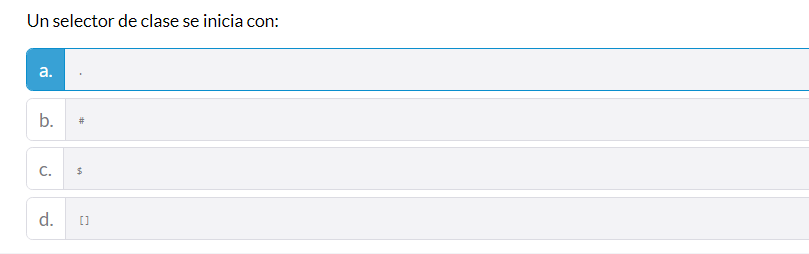 Un selector de clase se inicia con:
a. .
b. #
c. $
d. []